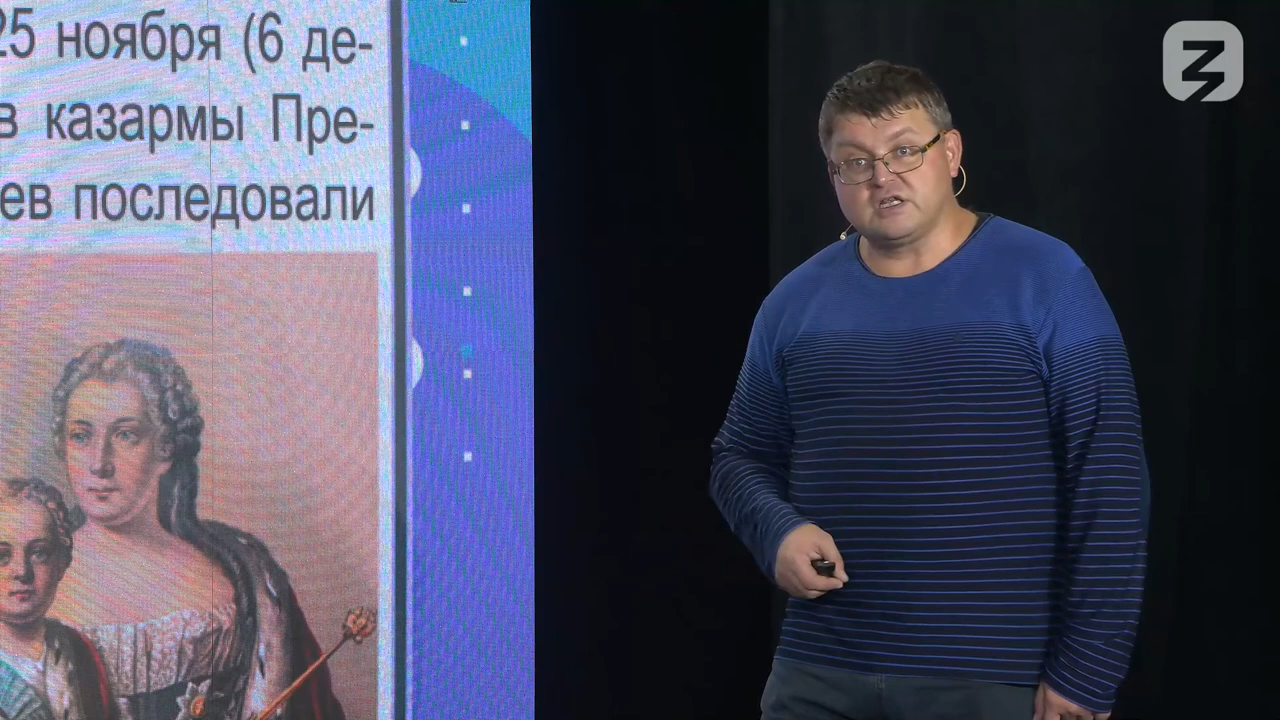 25 ноября (6 де-
в казармы Пре-
ев последовали